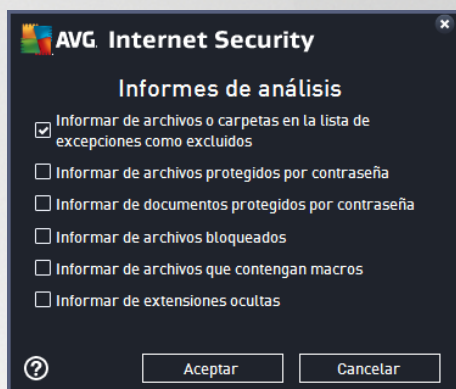 AVG. Internet Security
Informes de análisis
Informar de archivos o carpetas en la lista de
excepciones como excluidos
Informar de archivos protegidos por contraseña
Informar de documentos protegidos por contraseña
Informar de archivos bloqueados
Informar de archivos que contengan macros
Informar de extensiones ocultas
?
Aceptar
Cancelar